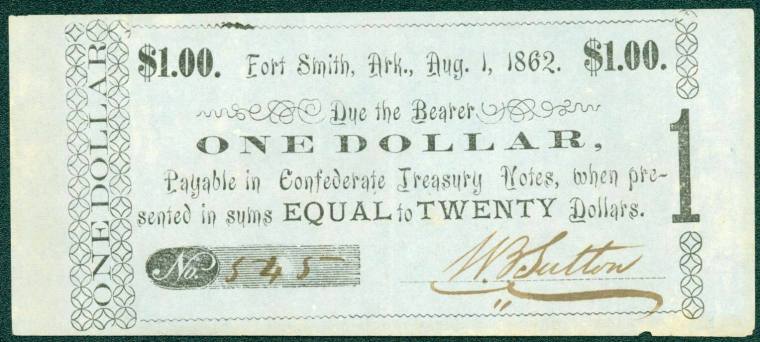 ONE DOLLAR
$1.00. Fort Smith, Ark., Aug. 1, 1862. $1.00.
Due the Bearer
ONE DOLLAR,
Payable in Confederate Treasury Notes, when pre-
sented in sums EQUAL to TWENTY Dollars.
1
No. 545
W. B. Sutton